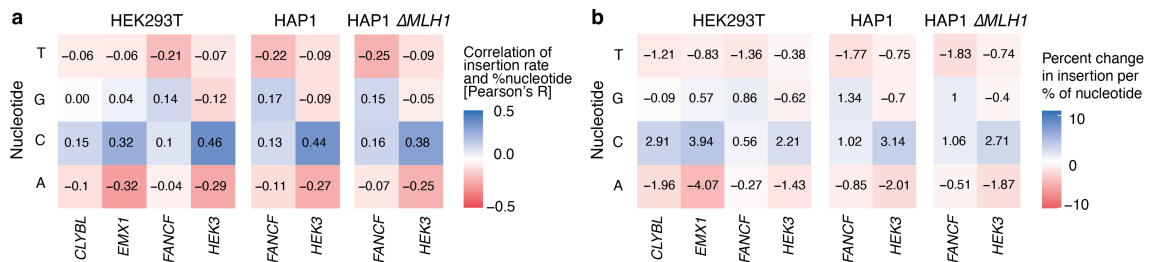 a
HEK293T HAP1 HAP1 ΔMLH1
Nucleotide
T −0.06 −0.06 −0.21 −0.07 −0.22 −0.09 −0.25 −0.09
G 0.00 0.04 0.14 −0.12 0.17 −0.09 0.15 −0.05
C 0.15 0.32 0.1 0.46 0.13 0.44 0.16 0.38
A −0.1 −0.32 −0.04 −0.29 −0.11 −0.27 −0.07 −0.25
CLYBL EMX1 FANCF HEK3 FANCF HEK3 FANCF HEK3
Correlation of
insertion rate
and %nucleotide
[Pearson's R]
0.5
0.0
−0.5
b
HEK293T HAP1 HAP1 ΔMLH1
Nucleotide
T −1.21 −0.83 −1.36 −0.38 −1.77 −0.75 −1.83 −0.74
G −0.09 0.57 0.86 −0.62 1.34 −0.7 1 −0.4
C 2.91 3.94 0.56 2.21 1.02 3.14 1.06 2.71
A −1.96 −4.07 −0.27 −1.43 −0.85 −2.01 −0.51 −1.87
CLYBL EMX1 FANCF HEK3 FANCF HEK3 FANCF HEK3
Percent change
in insertion per
% of nucleotide
10
0
−10